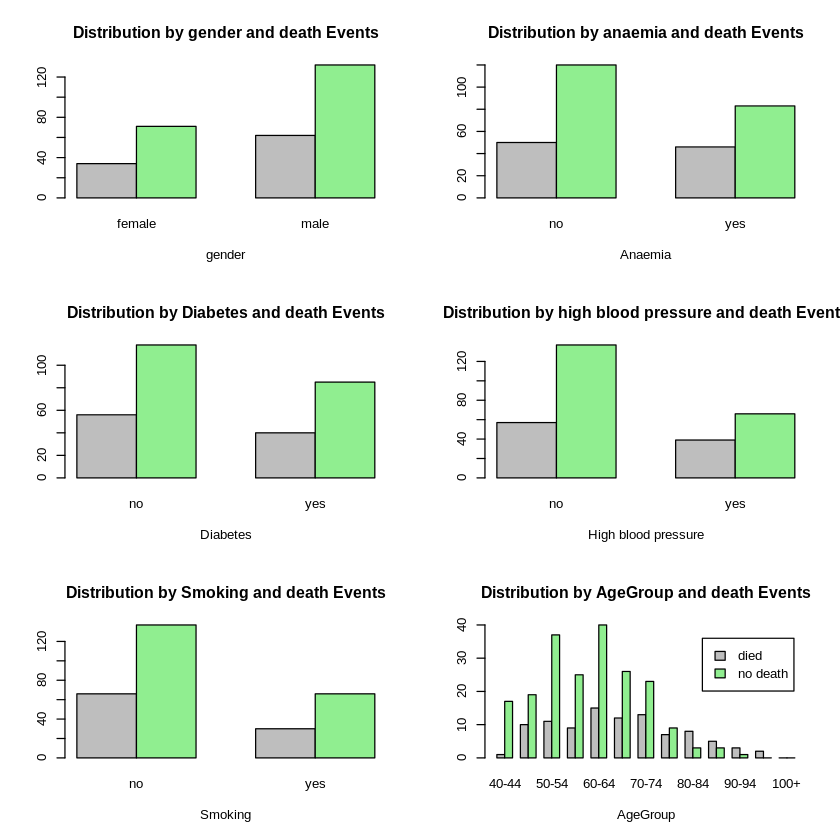 Distribution by gender and death Events
0 40 80 120
female male
gender
Distribution by anaemia and death Events
0 20 60 100
no yes
Anaemia
Distribution by Diabetes and death Events
0 20 60 100
no yes
Diabetes
Distribution by high blood pressure and death Event
0 40 80 120
no yes
High blood pressure
Distribution by Smoking and death Events
0 40 80 120
no yes
Smoking
Distribution by AgeGroup and death Events
0 10 20 30 40
died
no death
40-44 50-54 60-64 70-74 80-84 90-94 100+
AgeGroup